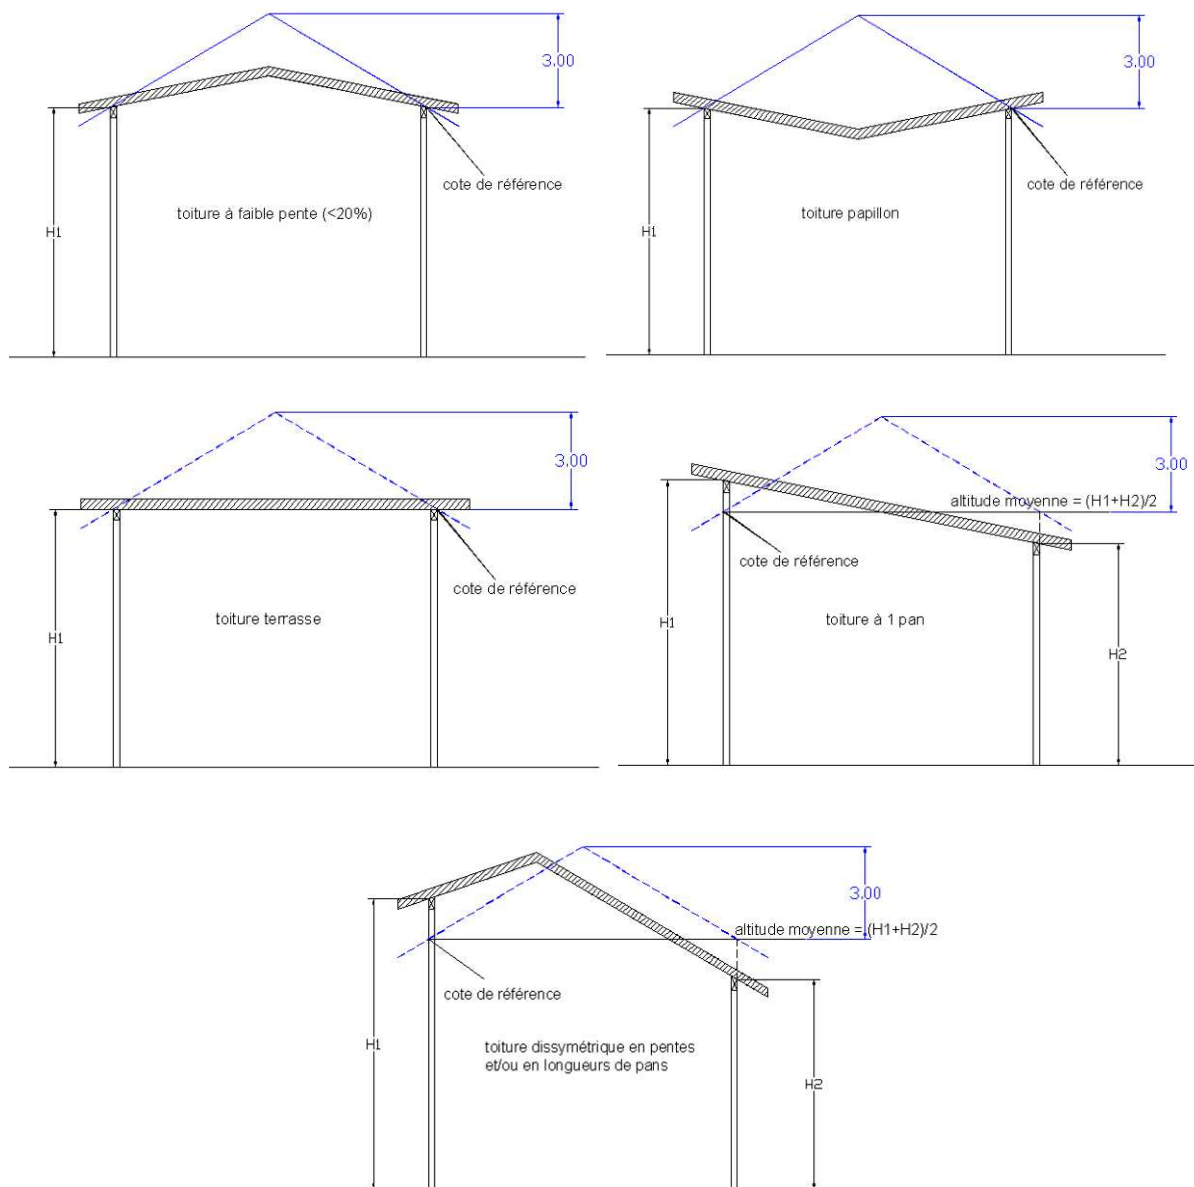 3.00
cote de référence
toiture à faible pente (<20%)
H1
3.00
cote de référence
toiture papillon
H1
3.00
cote de référence
toiture terrasse
H1
3.00
altitude moyenne = (H1+H2)/2
cote de référence
toiture à 1 pan
H1
H2
3.00
altitude moyenne = (H1+H2)/2
cote de référence
toiture dissymétrique en pentes
et/ou en longueurs de pans
H1
H2